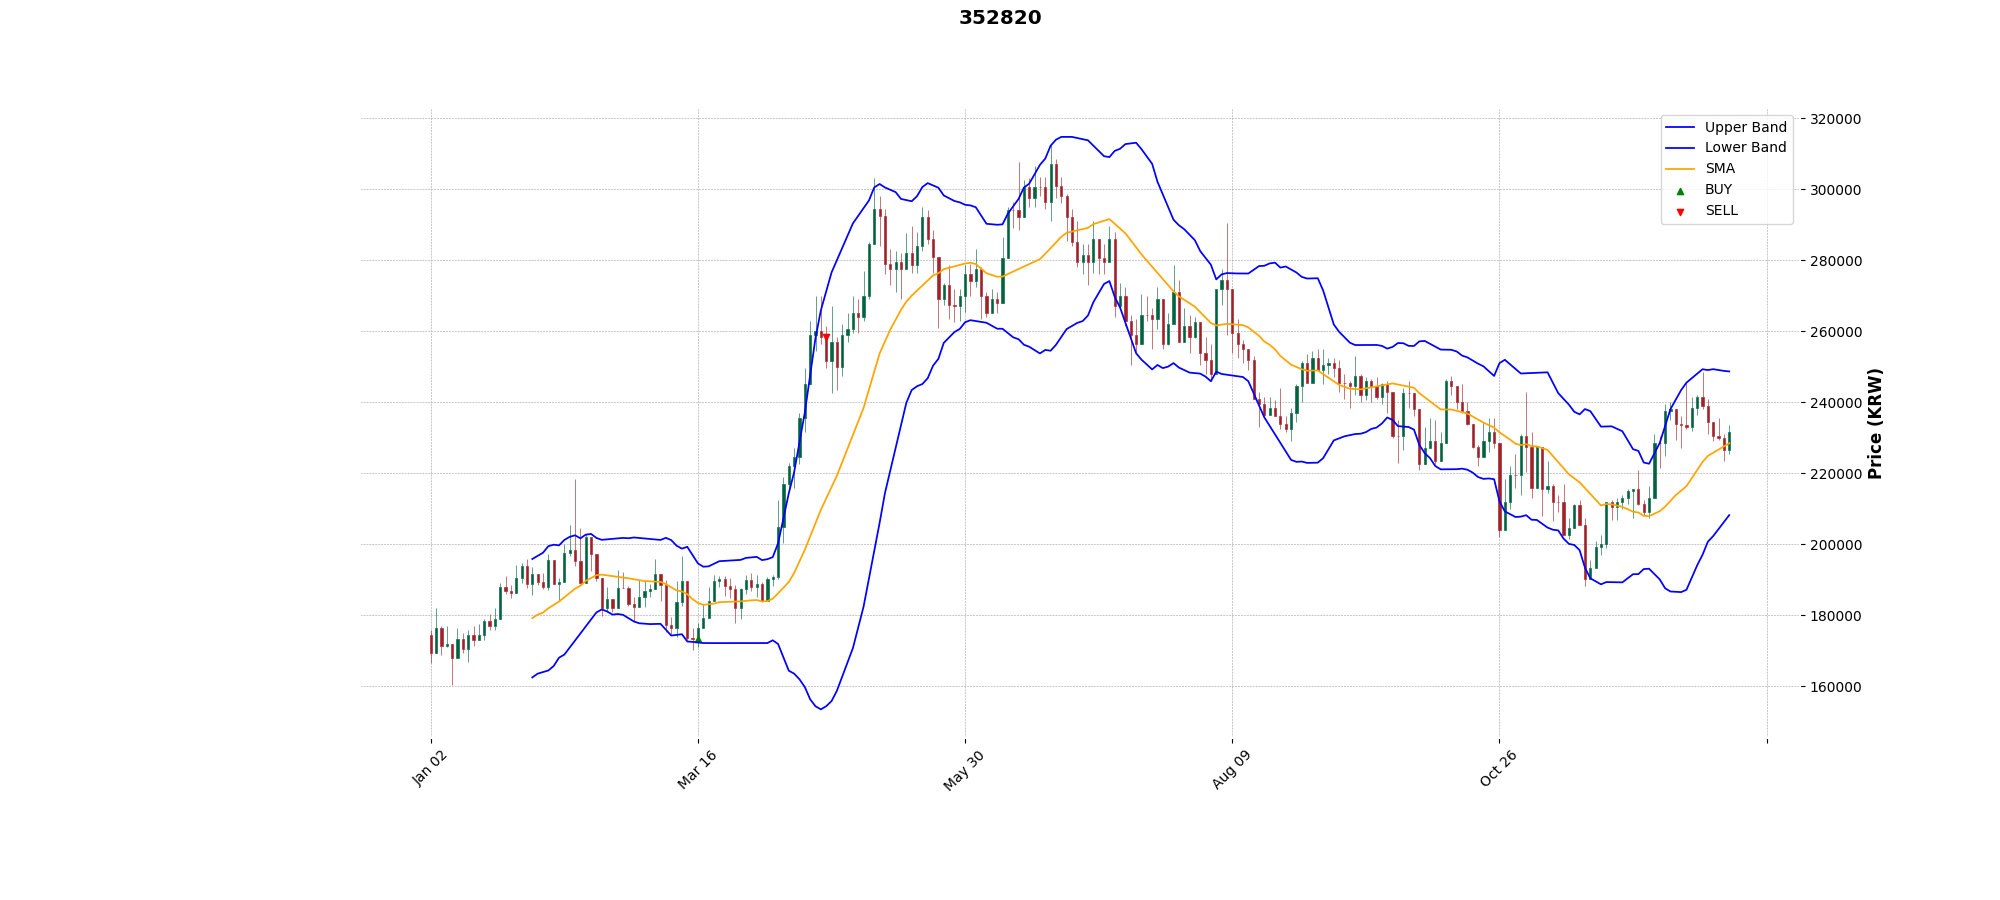 352820
Upper Band
Lower Band
SMA
BUY
SELL
320000
300000
280000
260000
240000
220000
200000
180000
160000
Price (KRW)
Jan 02
Mar 16
May 30
Aug 09
Oct 26